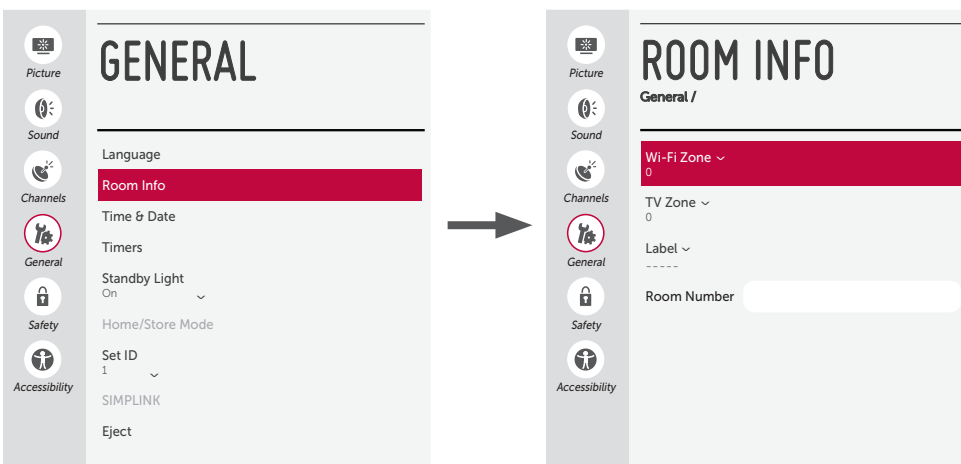 Picture
Sound
Channels
General
Safety
Accessibility
GENERAL
Language
Room Info
Time & Date
Timers
Standby Light
On
Home/Store Mode
Set ID
1
SIMPLINK
Eject
Picture
Sound
Channels
General
Safety
Accessibility
ROOM INFO
General /
Wi-Fi Zone
0
TV Zone
0
Label
-----
Room Number